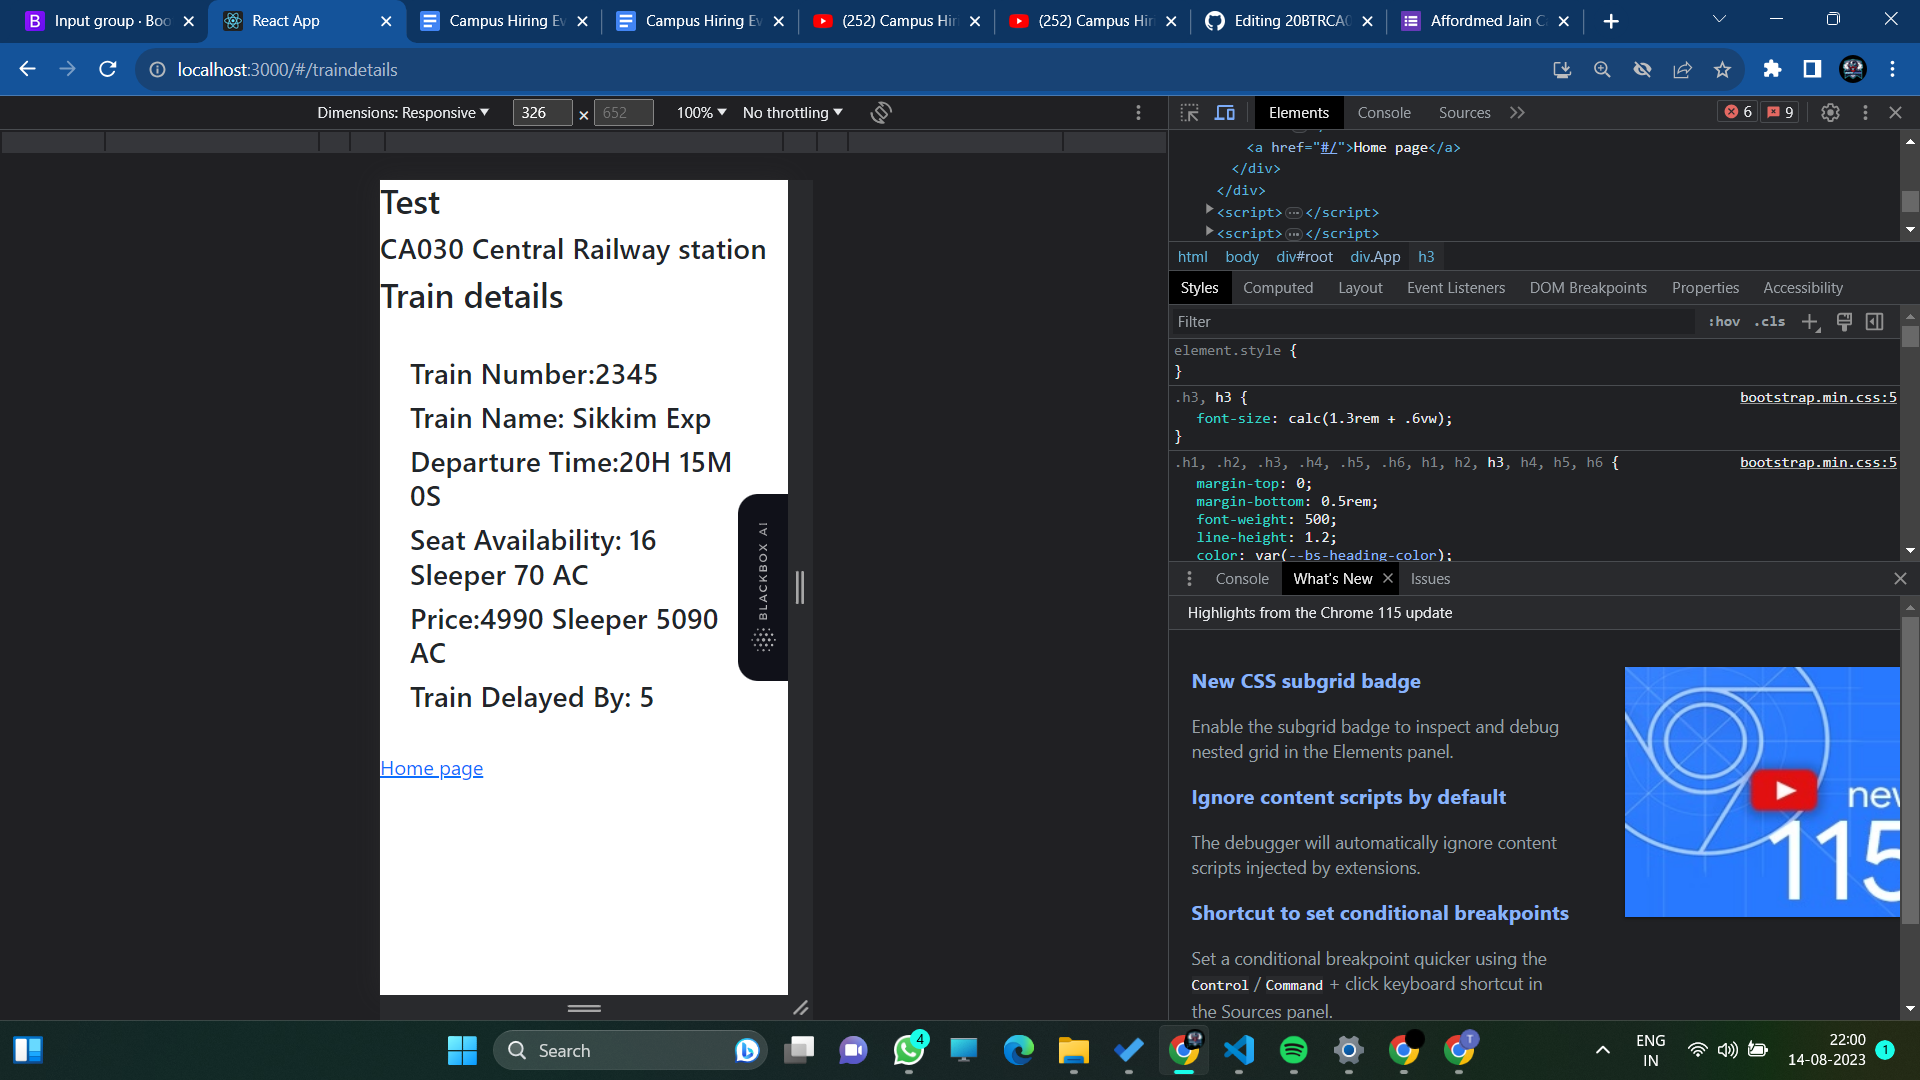 Input group · Boo
React App
Campus Hiring Ev
Campus Hiring Ev
(252) Campus Hiri
(252) Campus Hiri
Editing 20BTRCA0
Affordmed Jain C
localhost:3000/#/traindetails
Dimensions: Responsive
326 × 652
100%
No throttling
Elements
Console
Sources
6
9
<a href="#/">Home page</a>
</div>
</div>
<script> ⋯ </script>
<script> ⋯ </script>
html body div#root div.App h3
Styles
Computed
Layout
Event Listeners
DOM Breakpoints
Properties
Accessibility
Filter
:hov .cls
element.style {
}
.h3, h3 { bootstrap.min.css:5
font-size: calc(1.3rem + .6vw);
}
.h1, .h2, .h3, .h4, .h5, .h6, h1, h2, h3, h4, h5, h6 { bootstrap.min.css:5
margin-top: 0;
margin-bottom: 0.5rem;
font-weight: 500;
line-height: 1.2;
color: var(--bs-heading-color);
Console
What's New
Issues
Highlights from the Chrome 115 update
New CSS subgrid badge
Enable the subgrid badge to inspect and debug
nested grid in the Elements panel.
Ignore content scripts by default
The debugger will automatically ignore content
scripts injected by extensions.
Shortcut to set conditional breakpoints
Set a conditional breakpoint quicker using the
Control / Command + click keyboard shortcut in
the Sources panel.
new
115
Test
CA030 Central Railway station
Train details
Train Number:2345
Train Name: Sikkim Exp
Departure Time:20H 15M
0S
Seat Availability: 16
Sleeper 70 AC
Price:4990 Sleeper 5090
AC
Train Delayed By: 5
Home page
BLACKBOX AI
Search
4
T
ENG
IN
22:00
14-08-2023
1